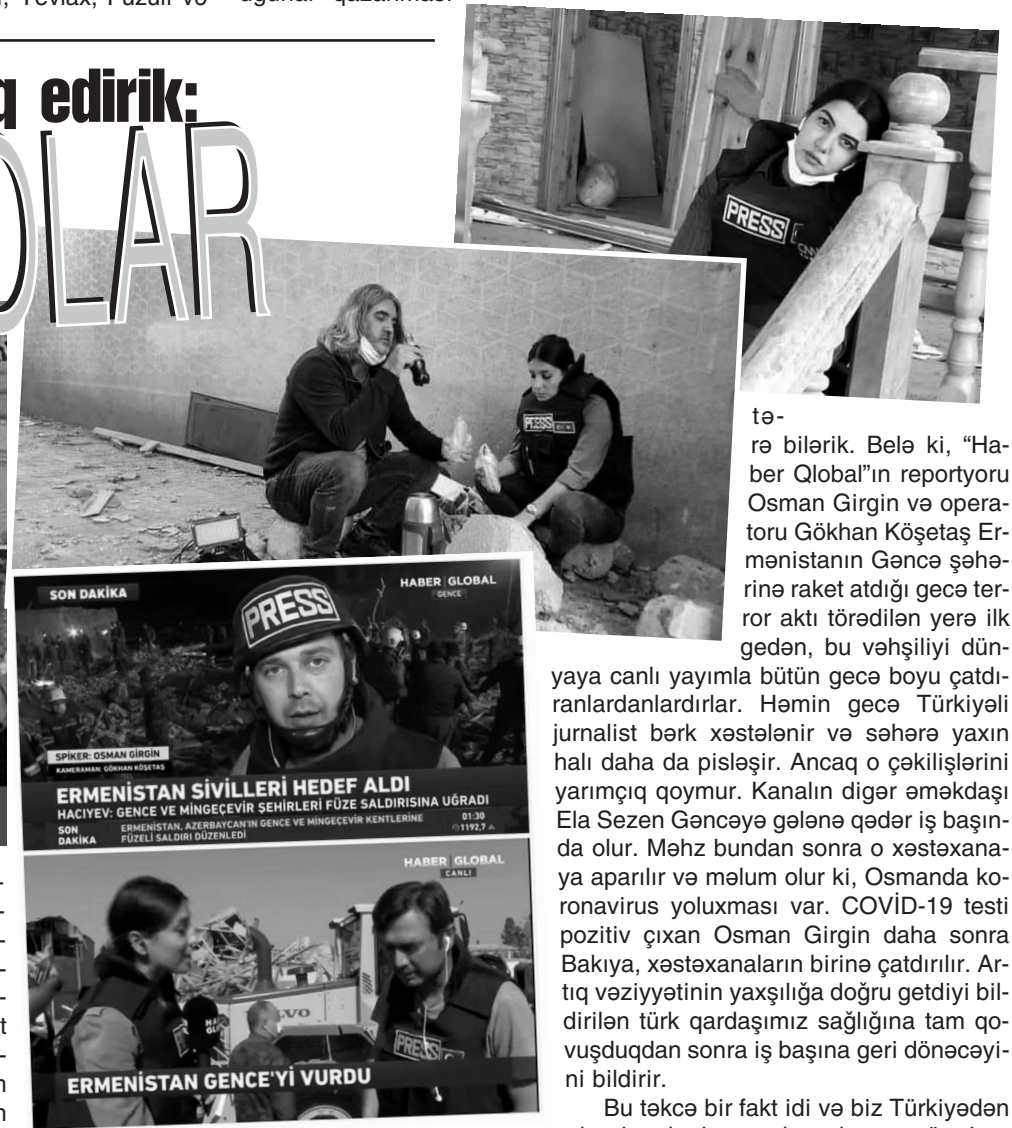 Yevlax, Füzuli və
uğunar qazanması
q edirik:
OLAR
PRESS
PRESS
SON DAKİKA
HABER GLOBAL
GENCE
PRESS
SPİKER: OSMAN GİRGİN
KAMERAMAN: GÖKHAN KÖŞETAŞ
ERMENİSTAN SİVİLLERİ HEDEF ALDI
HACIYEV: GENCE VE MİNGEÇEVİR ŞEHİRLERİ FÜZE SALDIRISINA UĞRADI
SON DAKİKA
ERMENİSTAN, AZERBAYCAN'IN GENCE VE MİNGEÇEVİR KENTLERİNE
FÜZELİ SALDIRI DÜZENLEDİ
01:30
1192,7
HABER GLOBAL
CANLI
PRESS
ERMENİSTAN GENCE'Yİ VURDU
tə-
rə bilərik. Belə ki, “Ha-
ber Qlobal”ın reportyoru
Osman Girgin və opera-
toru Gökhan Köşetaş Er-
mənistanın Gəncə şəhə-
rinə raket atdığı gecə ter-
ror aktı törədilən yerə ilk
gedən, bu vəhşiliyi dün-
yaya canlı yayımla bütün gecə boyu çatdı-
ranlardanlardırlar. Həmin gecə Türkiyəli
jurnalist bərk xəstələnir və səhərə yaxın
halı daha da pisləşir. Ancaq o çəkilişlərini
yarımçıq qoymur. Kanalın digər əməkdaşı
Ela Sezen Gəncəyə gələnə qədər iş başın-
da olur. Məhz bundan sonra o xəstəxana-
ya aparılır və məlum olur ki, Osmanda ko-
ronavirus yoluxması var. COVİD-19 testi
pozitiv çıxan Osman Girgin daha sonra
Bakıya, xəstəxanaların birinə çatdırılır. Ar-
tıq vəziyyətinin yaxşılığa doğru getdiyi bil-
dirilən türk qardaşımız sağlığına tam qo-
vuşduqdan sonra iş başına geri dönəcəyi-
ni bildirir.
Bu təkcə bir fakt idi və biz Türkiyədən